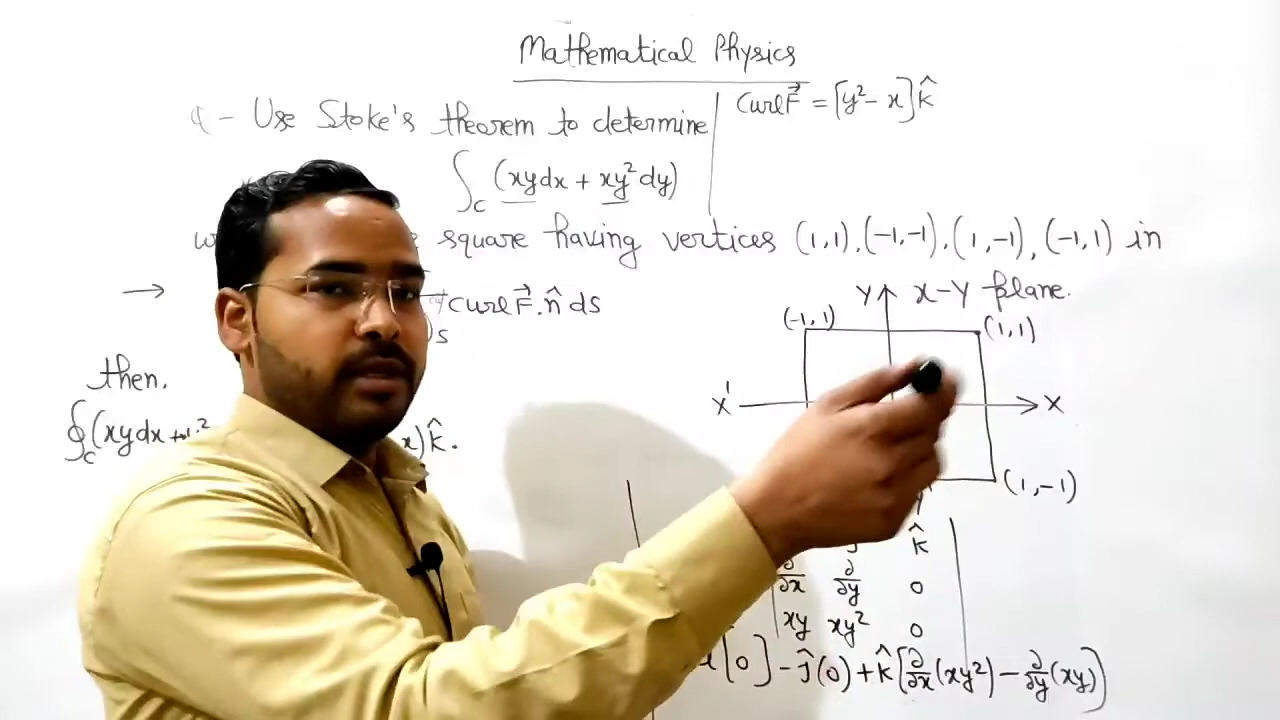 Mathematical Physics
Q - Use Stoke's theorem to determine
∫c (xydx + xy²dy)
square having vertices (1,1), (-1,-1), (1,-1), (-1,1) in
x-y plane.
Curl F⃗ = [y² - x] k̂
→ Curl F⃗ . n̂ ds
s
then.
∮c (xydx +
x) k̂ .
Y
(-1, 1) (1, 1)
X' X
(1, -1)
k̂
∂/∂x ∂/∂y 0
xy xy² 0
[0] - ĵ(0) + k̂[∂/∂x (xy²) - ∂/∂y (xy)]